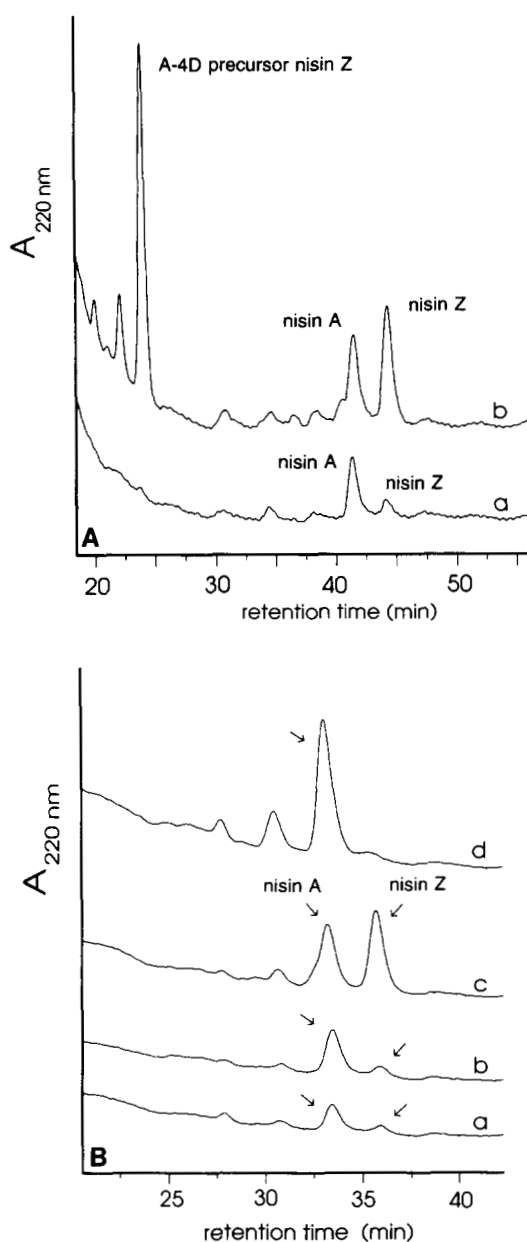 A-4D precursor nisin Z
A220 nm
nisin A
nisin Z
b
nisin A
nisin Z
a
A
20 30 40 50
retention time (min)
d
A220 nm
nisin A nisin Z
c
b
a
B
25 30 35 40
retention time (min)